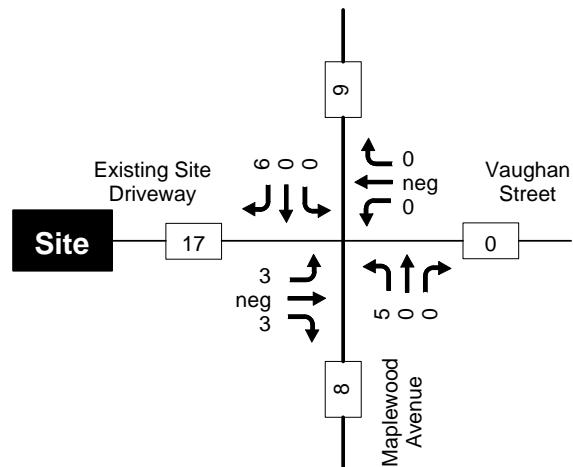 9
6 0 0
0
neg
0
Existing Site
Driveway
Vaughan
Street
Site
17
0
3
neg
3
5 0 0
8
Maplewood
Avenue